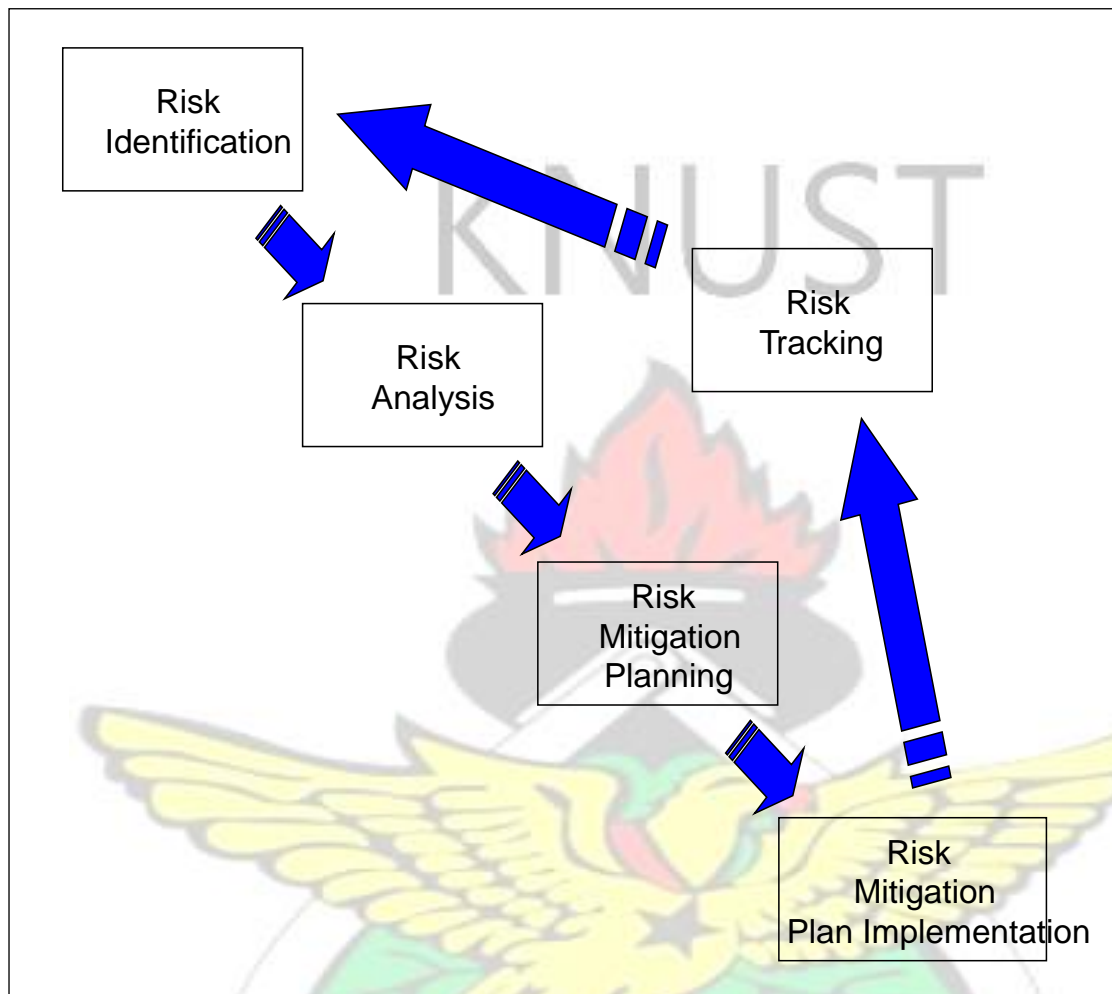 Risk
Identification
KNUST
Risk
Tracking
Risk
Analysis
Risk
Mitigation
Planning
Risk
Mitigation
Plan Implementation